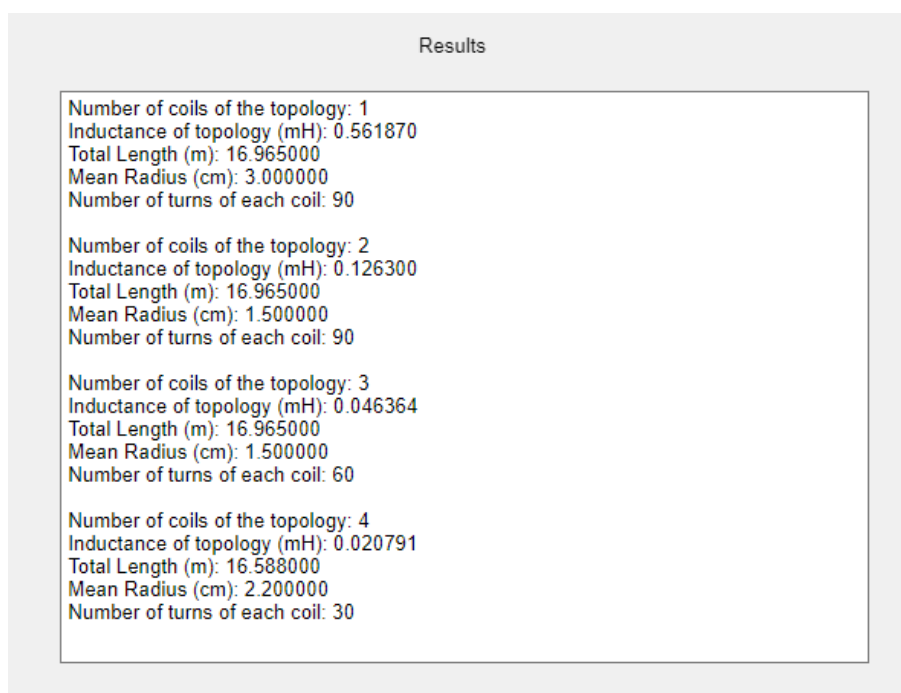 Results
Number of coils of the topology: 1
Inductance of topology (mH): 0.561870
Total Length (m): 16.965000
Mean Radius (cm): 3.000000
Number of turns of each coil: 90
Number of coils of the topology: 2
Inductance of topology (mH): 0.126300
Total Length (m): 16.965000
Mean Radius (cm): 1.500000
Number of turns of each coil: 90
Number of coils of the topology: 3
Inductance of topology (mH): 0.046364
Total Length (m): 16.965000
Mean Radius (cm): 1.500000
Number of turns of each coil: 60
Number of coils of the topology: 4
Inductance of topology (mH): 0.020791
Total Length (m): 16.588000
Mean Radius (cm): 2.200000
Number of turns of each coil: 30